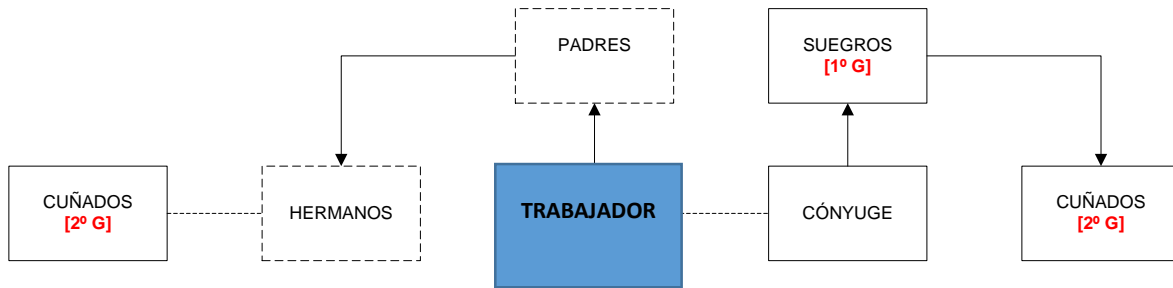 PADRES
SUEGROS
[1º G]
CUÑADOS
[2º G]
HERMANOS
TRABAJADOR
CÓNYUGE
CUÑADOS
[2º G]